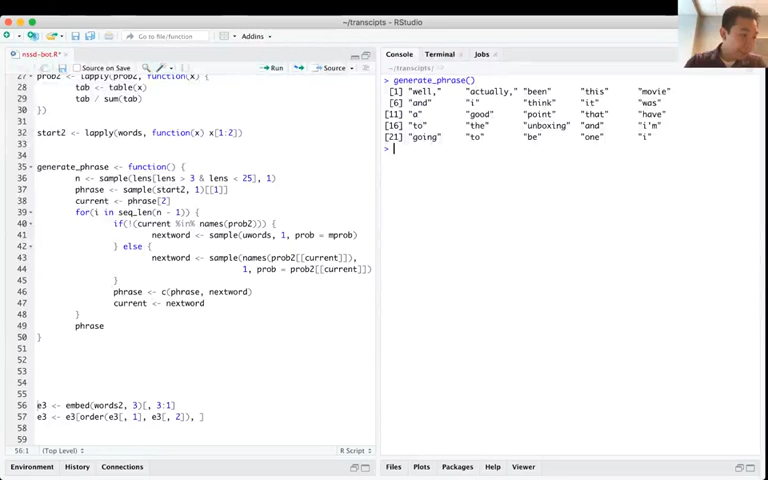 ~/transcipts - RStudio
Go to file/function
Addins
nssd-bot.R*
Source on Save
Run
Source
27 prob2 <- lapply(prob2, function(x) {
28 tab <- table(x)
29 tab / sum(tab)
30 })
31
32 start2 <- lapply(words, function(x) x[1:2])
33
34
35 generate_phrase <- function() {
36 n <- sample(lens[lens > 3 & lens < 25], 1)
37 phrase <- sample(start2, 1)[[1]]
38 current <- phrase[2]
39 for(i in seq_len(n - 1)) {
40 if(!(current %in% names(prob2))) {
41 nextword <- sample(uwords, 1, prob = mprob)
42 } else {
43 nextword <- sample(names(prob2[[current]]),
44 1, prob = prob2[[current]])
45 }
46 phrase <- c(phrase, nextword)
47 current <- nextword
48 }
49 phrase
50 }
51
52
53
54
55
56 e3 <- embed(words2, 3)[, 3:1]
57 e3 <- e3[order(e3[, 1], e3[, 2]), ]
58
59
56:1
(Top Level)
R Script
Environment
History
Connections
Console
Terminal
Jobs
~/transcipts/
> generate_phrase()
[1] "well," "actually," "been" "this" "movie"
[6] "and" "i" "think" "it" "was"
[11] "a" "good" "point" "that" "have"
[16] "to" "the" "unboxing" "and" "i'm"
[21] "going" "to" "be" "one" "i"
>
Files
Plots
Packages
Help
Viewer